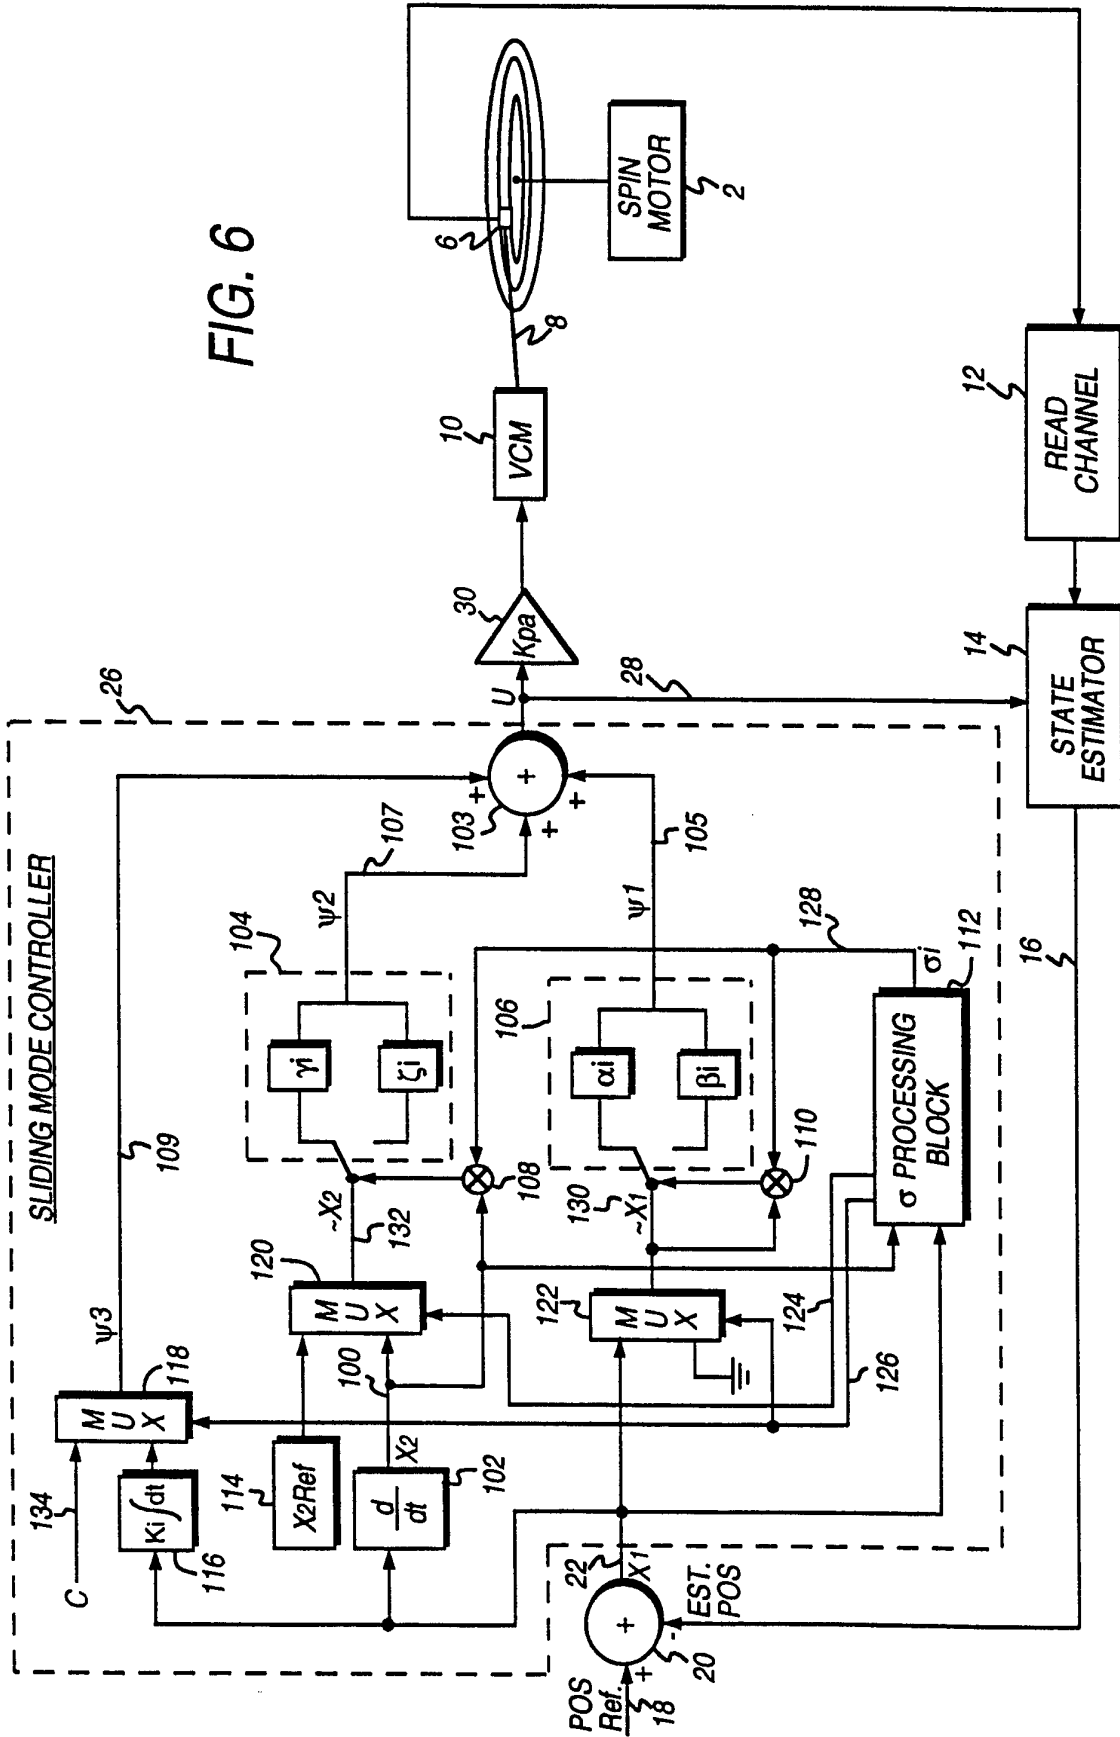 FIG. 6
SLIDING MODE CONTROLLER
26
134
C
Ki ∫dt
116
M
U
X
118
ψ3
109
114
X2Ref
d
dt
102
X2
100
M
U
X
120
~X2
132
104
γi
ζi
ψ2
107
108
103
+
+
+
+
U
28
30
Kpa
10
VCM
8
6
SPIN
MOTOR
2
22
X1
122
M
U
X
130
~X1
106
αi
βi
ψ1
105
110
124
126
128
σi
112
σ PROCESSING
BLOCK
POS
Ref.
18
+
+
-
20
EST.
POS
16
14
STATE
ESTIMATOR
12
READ
CHANNEL